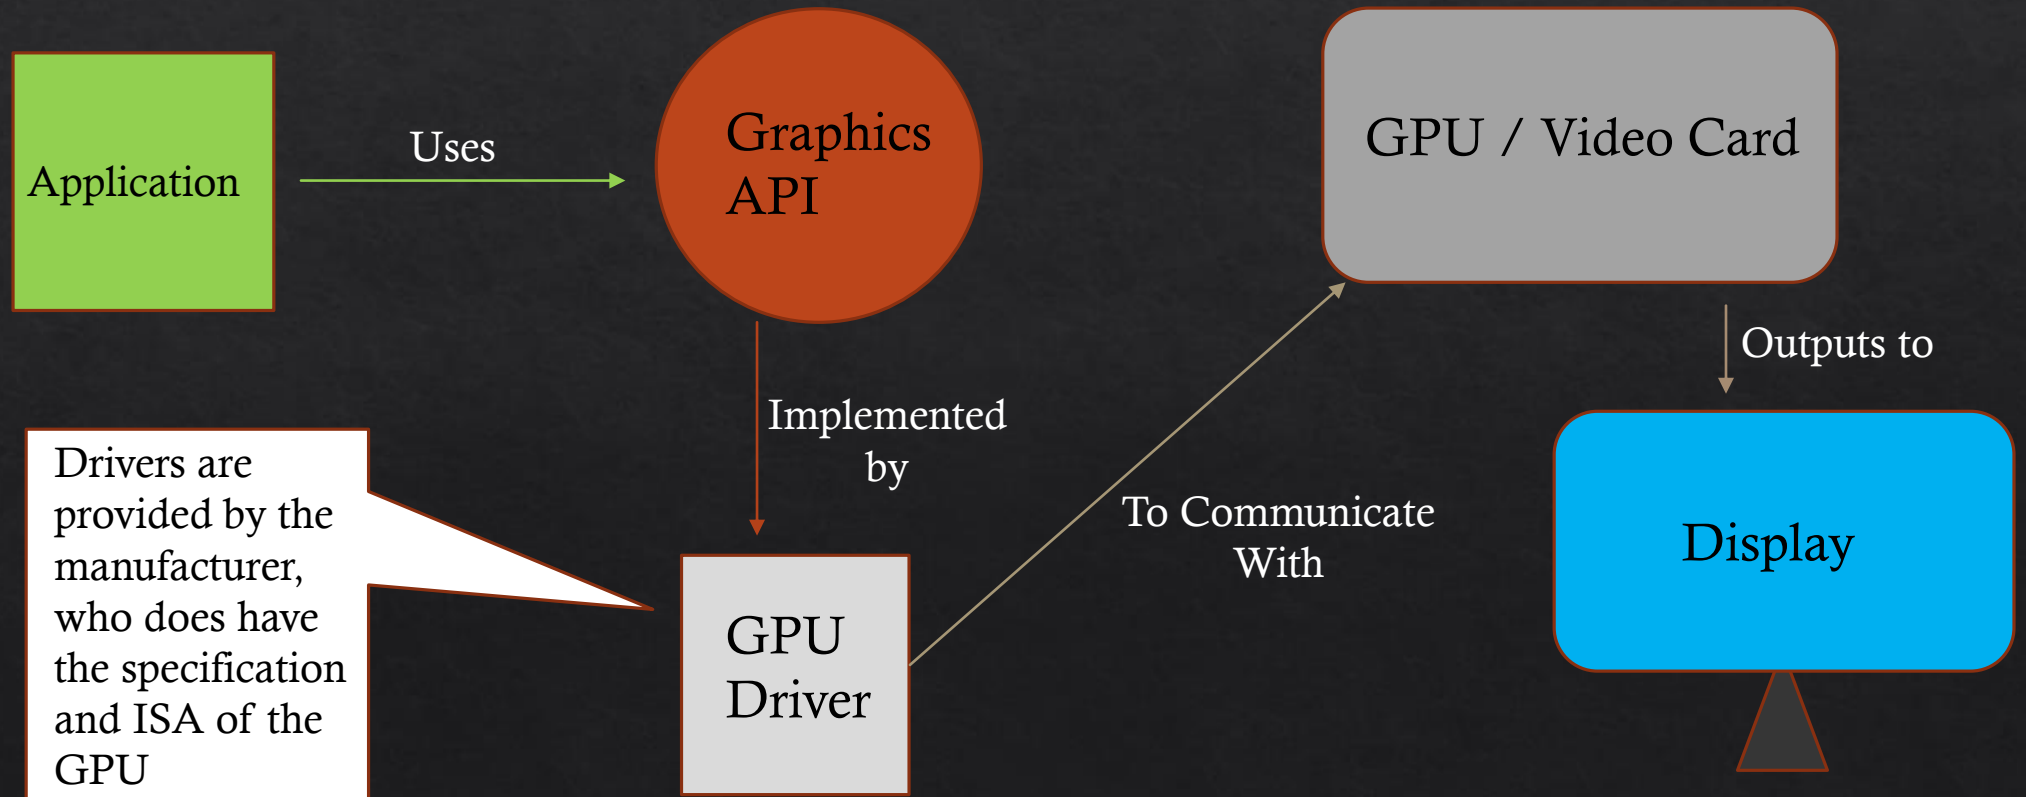 Application
Uses
Graphics
API
GPU / Video Card
Outputs to
Implemented
by
To Communicate
With
Display
Drivers are
provided by the
manufacturer,
who does have
the specification
and ISA of the
GPU
GPU
Driver